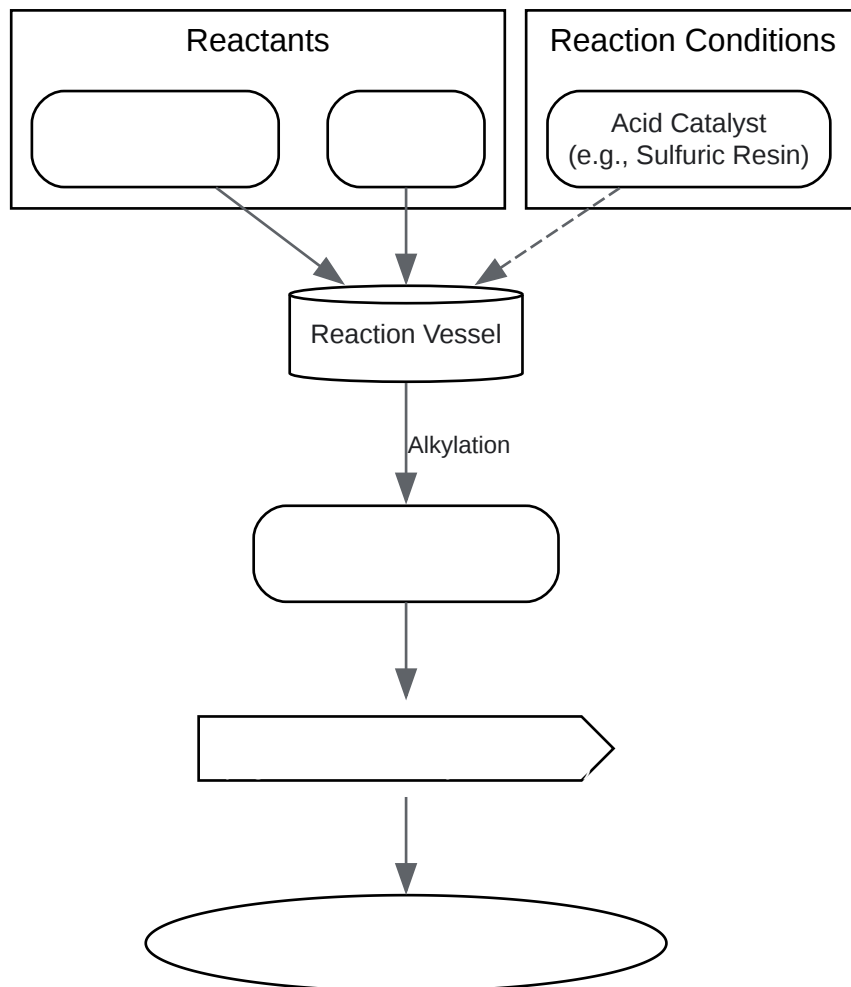 Reactants
Reaction Conditions
Acid Catalyst
(e.g., Sulfuric Resin)
Reaction Vessel
Alkylation